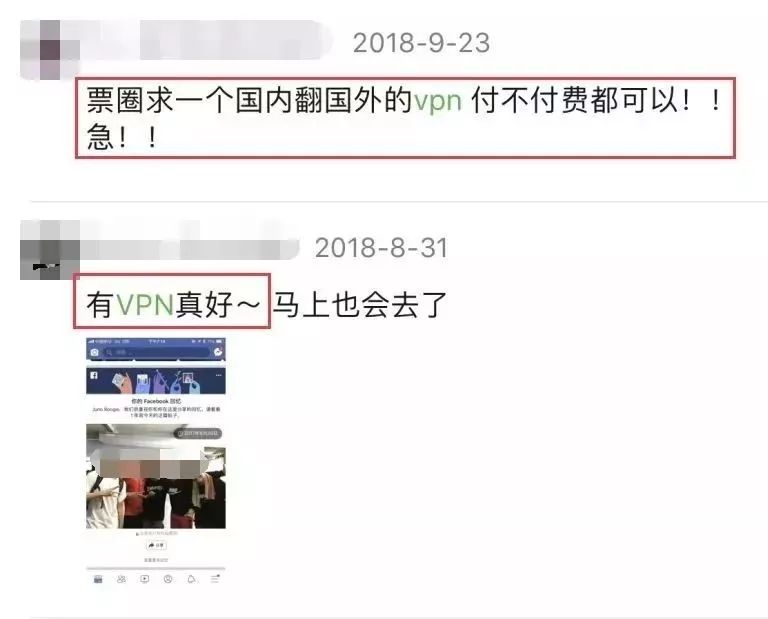 2018-9-23
票圈求一个国内翻国外的vpn 付不付费都可以！！
急！！
2018-8-31
有VPN真好～ 马上也会去了
你的 Facebook 回忆